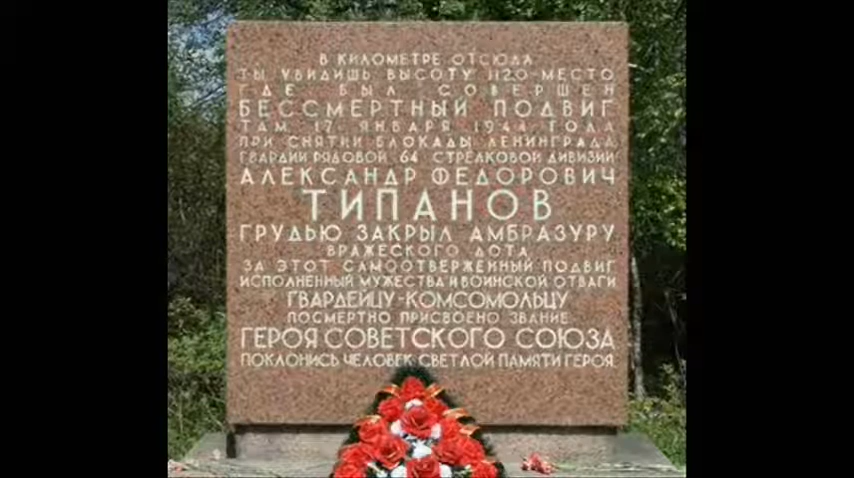 В КИЛОМЕТРЕ ОТСЮДА
ТЫ УВИДИШЬ ВЫСОТУ 112.0-МЕСТО
ГДЕ БЫЛ СОВЕРШЕН
БЕССМЕРТНЫЙ ПОДВИГ
ТАМ 17 ЯНВАРЯ 1944 ГОДА
ПРИ СНЯТИИ БЛОКАДЫ ЛЕНИНГРАДА
ГВАРДИИ РЯДОВОЙ 64 СТРЕЛКОВОЙ ДИВИЗИИ
АЛЕКСАНДР ФЕДОРОВИЧ
ТИПАНОВ
ГРУДЬЮ ЗАКРЫЛ АМБРАЗУРУ
ВРАЖЕСКОГО ДОТА.
ЗА ЭТОТ САМООТВЕРЖЕННЫЙ ПОДВИГ
ИСПОЛНЕННЫЙ МУЖЕСТВА И ВОИНСКОЙ ОТВАГИ
ГВАРДЕЙЦУ-КОМСОМОЛЬЦУ
ПОСМЕРТНО ПРИСВОЕНО ЗВАНИЕ
ГЕРОЯ СОВЕТСКОГО СОЮЗА
ПОКЛОНИСЬ ЧЕЛОВЕК СВЕТЛОЙ ПАМЯТИ ГЕРОЯ.